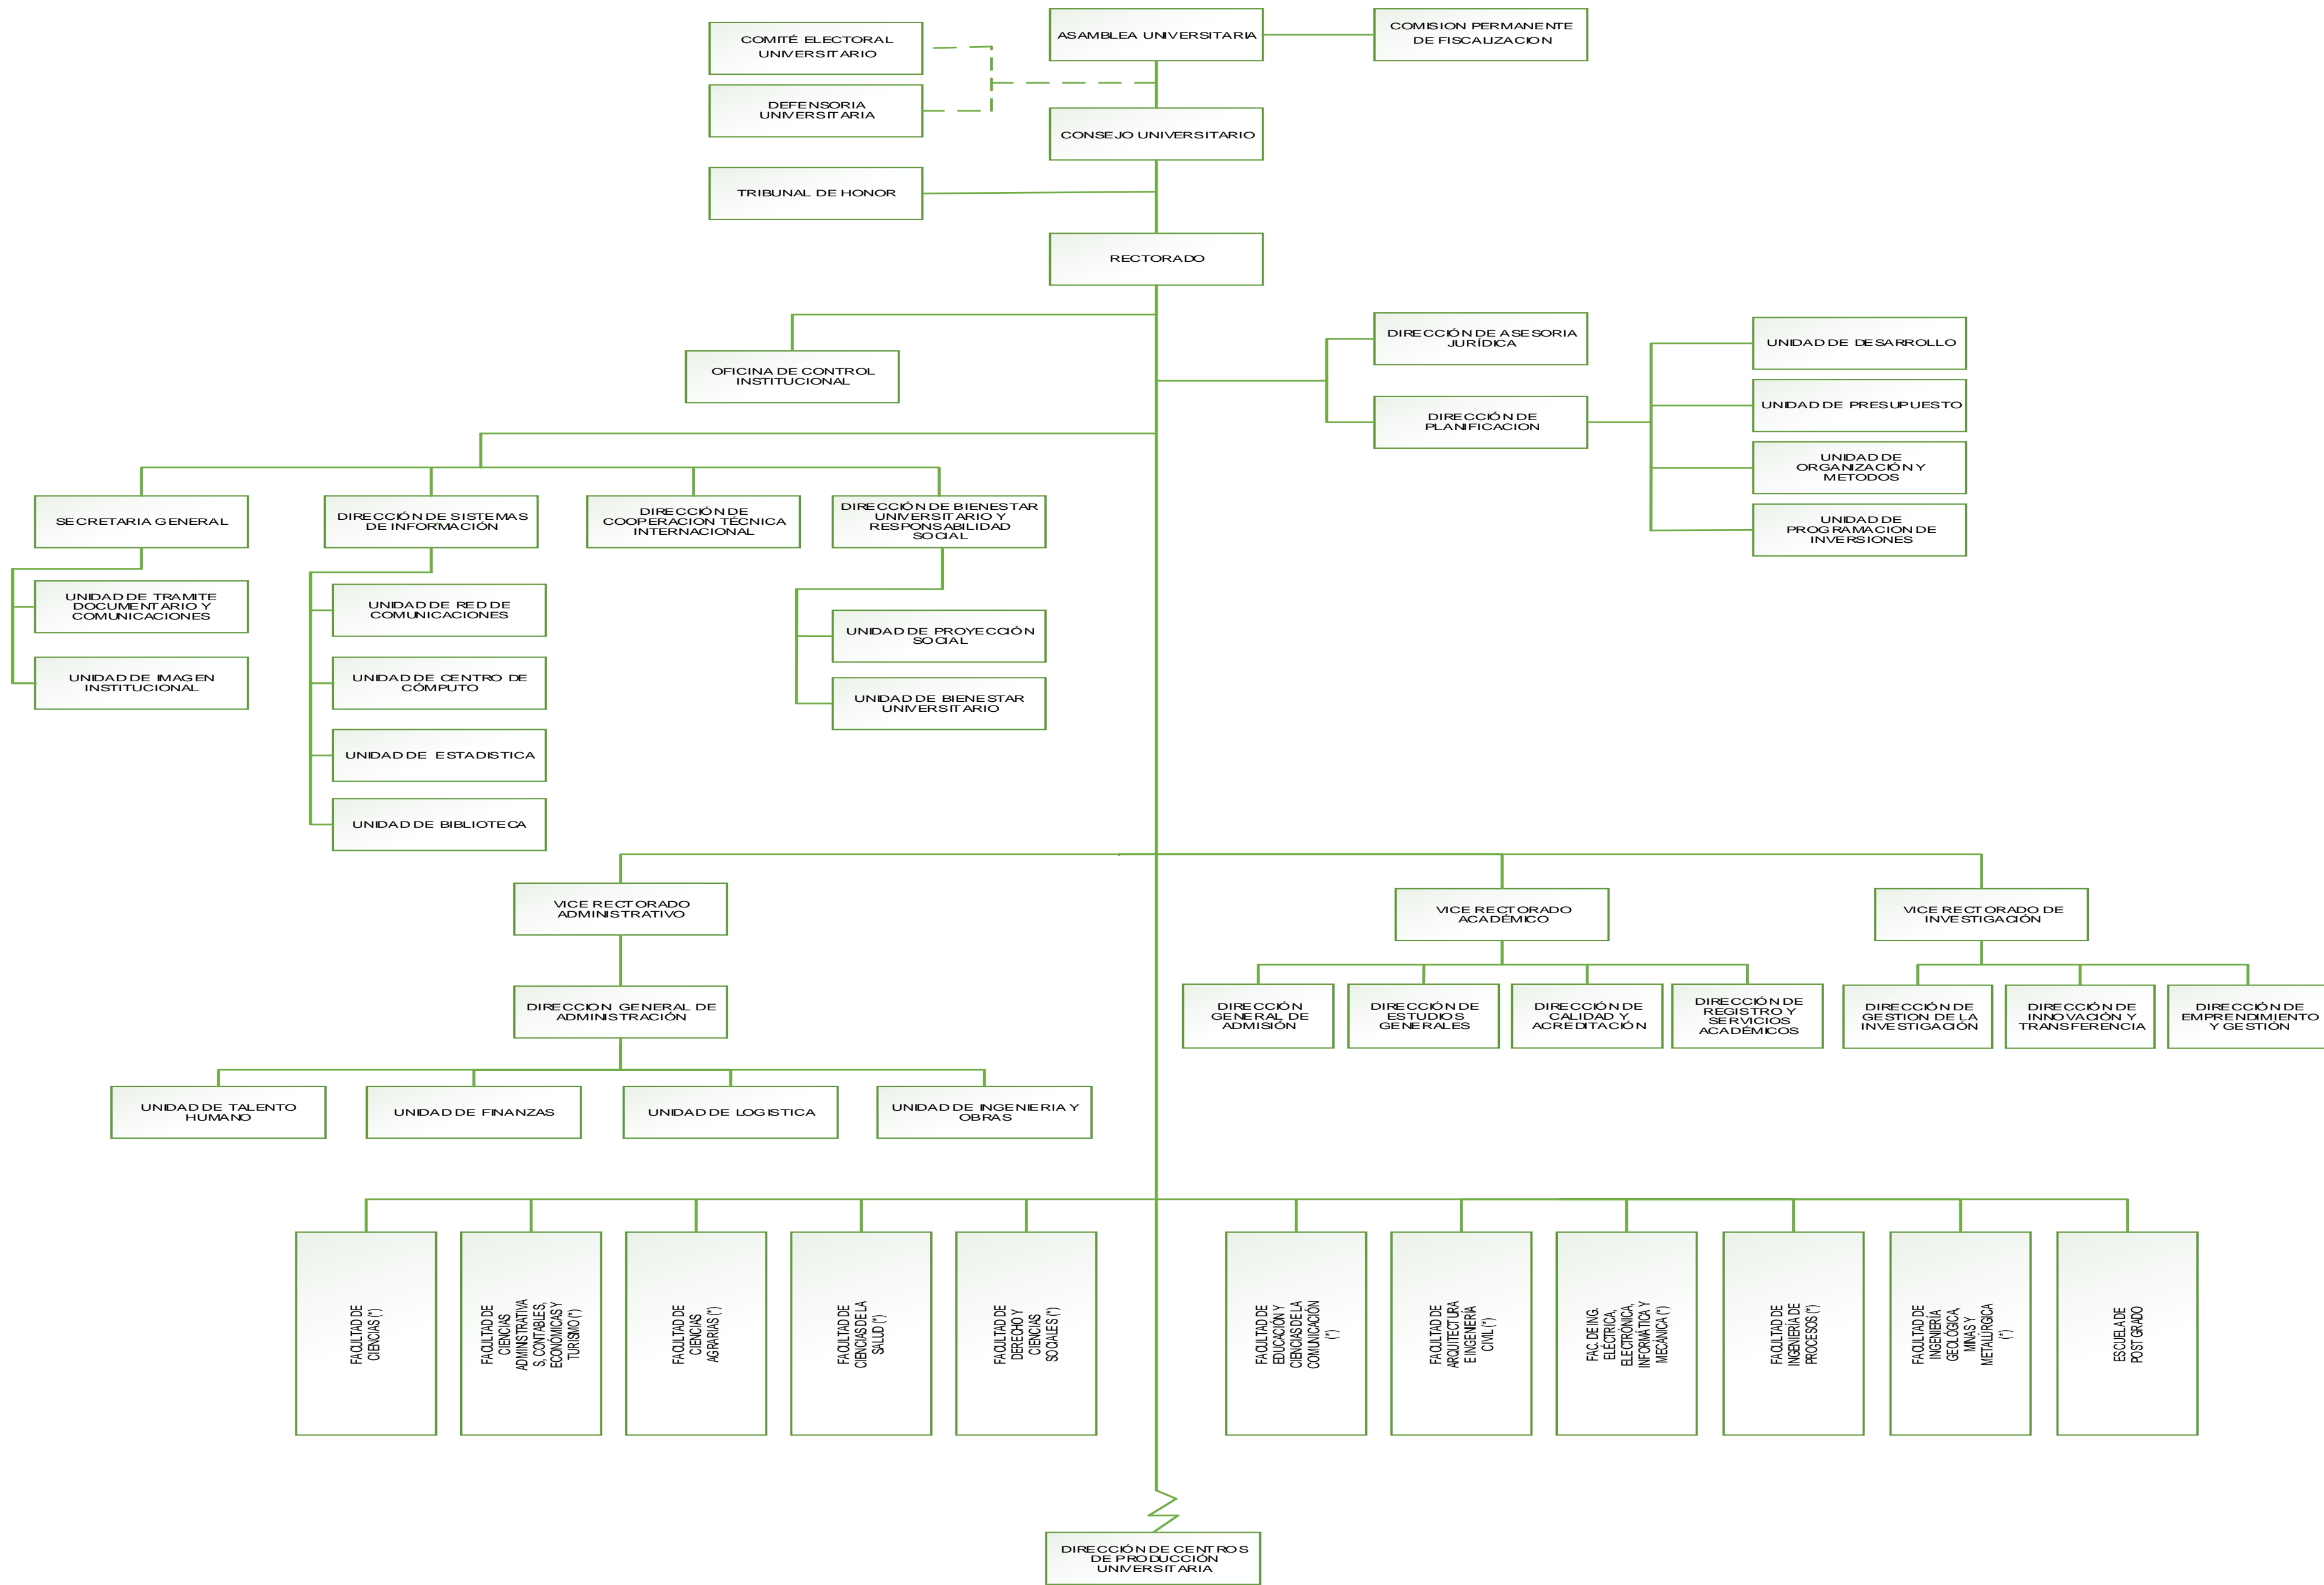 COMITÉ ELECTORAL
UNIVERSITARIO
ASAMBLEA UNIVERSITARIA
COMISION PERMANENTE
DE FISCALIZACION
DEFENSORIA
UNIVERSITARIA
CONSEJO UNIVERSITARIO
TRIBUNAL DE HONOR
RECTORADO
OFICINA DE CONTROL
INSTITUCIONAL
DIRECCIÓN DE ASESORIA
JURÍDICA
DIRECCIÓN DE
PLANIFICACION
UNIDAD DE DESARROLLO
UNIDAD DE PRESUPUESTO
UNIDAD DE
ORGANIZACIÓN Y
METODOS
UNIDAD DE
PROGRAMACION DE
INVERSIONES
SECRETARIA GENERAL
DIRECCIÓN DE SISTEMAS
DE INFORMACIÓN
DIRECCIÓN DE
COOPERACION TÉCNICA
INTERNACIONAL
DIRECCIÓN DE BIENESTAR
UNIVERSITARIO Y
RESPONSABILIDAD
SOCIAL
UNIDAD DE TRAMITE
DOCUMENTARIO Y
COMUNICACIONES
UNIDAD DE IMAGEN
INSTITUCIONAL
UNIDAD DE RED DE
COMUNICACIONES
UNIDAD DE CENTRO DE
CÓMPUTO
UNIDAD DE ESTADISTICA
UNIDAD DE BIBLIOTECA
UNIDAD DE PROYECCIÓN
SOCIAL
UNIDAD DE BIENESTAR
UNIVERSITARIO
VICE RECTORADO
ADMINISTRATIVO
VICE RECTORADO
ACADÉMICO
VICE RECTORADO DE
INVESTIGACIÓN
DIRECCION GENERAL DE
ADMINISTRACIÓN
DIRECCIÓN
GENERAL DE
ADMISIÓN
DIRECCIÓN DE
ESTUDIOS
GENERALES
DIRECCIÓN DE
CALIDAD Y
ACREDITACIÓN
DIRECCIÓN DE
REGISTRO Y
SERVICIOS
ACADÉMICOS
DIRECCIÓN DE
GESTION DE LA
INVESTIGACIÓN
DIRECCIÓN DE
INNOVACIÓN Y
TRANSFERENCIA
DIRECCIÓN DE
EMPRENDIMIENTO
Y GESTIÓN
UNIDAD DE TALENTO
HUMANO
UNIDAD DE FINANZAS
UNIDAD DE LOGISTICA
UNIDAD DE INGENIERIA Y
OBRAS
FACULTAD DE
CIENCIAS (*)
FACULTAD DE
CIENCIAS
ADMINISTRATIVA
S, CONTABLES,
ECONÓMICAS Y
TURISMO (*)
FACULTAD DE
CIENCIAS
AGRARIAS (*)
FACULTAD DE
CIENCIAS DE LA
SALUD (*)
FACULTAD DE
DERECHO Y
CIENCIAS
SOCIALES (*)
FACULTAD DE
EDUCACIÓN Y
CIENCIAS DE LA
COMUNICACIÓN
(*)
FACULTAD DE
ARQUITECTURA
E INGENIERÍA
CIVIL (*)
FAC. DE ING.
ELÉCTRICA,
ELECTRÓNICA,
INFORMÁTICA Y
MECÁNICA (*)
FACULTAD DE
INGENIERÍA DE
PROCESOS (*)
FACULTAD DE
INGENIERÍA
GEOLÓGICA,
MINAS Y
METALÚRGICA
(*)
ESCUELA DE
POST GRADO
DIRECCIÓN DE CENTROS
DE PRODUCCIÓN
UNIVERSITARIA